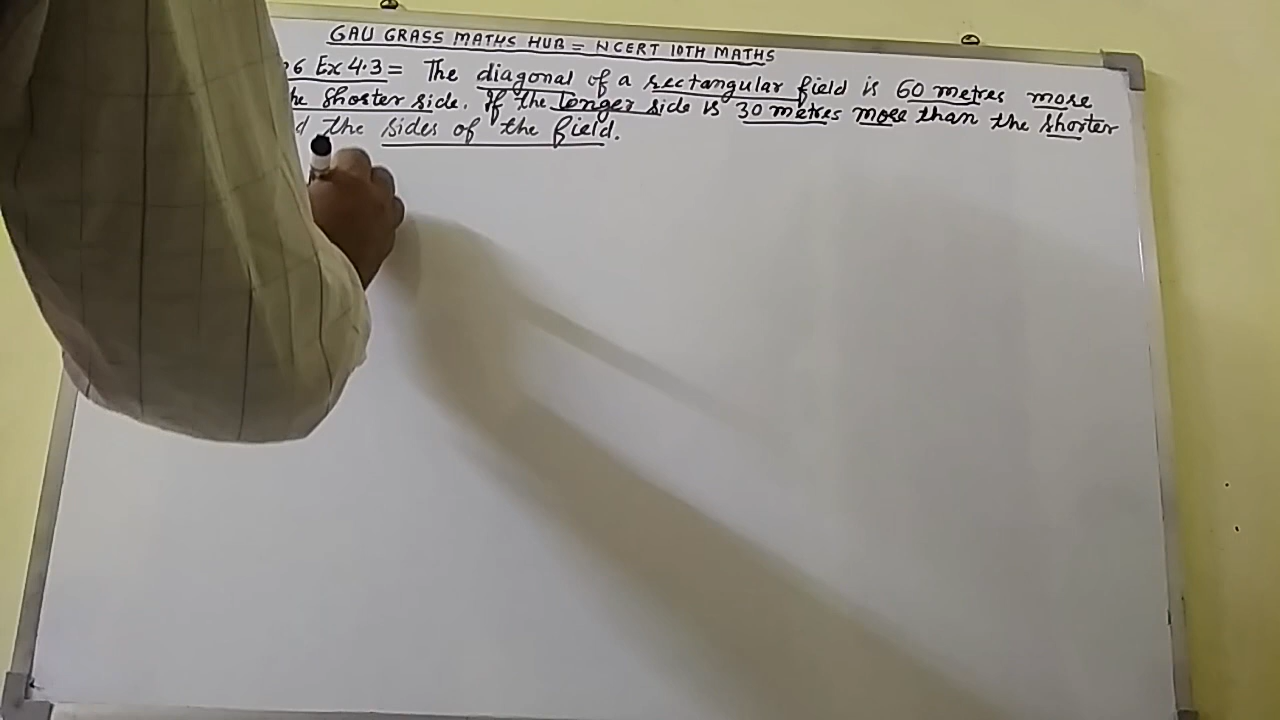 GAU GRASS MATHS HUB = NCERT 10TH MATHS
6 Ex 4.3 = The diagonal of a rectangular field is 60 metres more
the shorter side. If the longer side is 30 metres more than the shorter
the sides of the field.